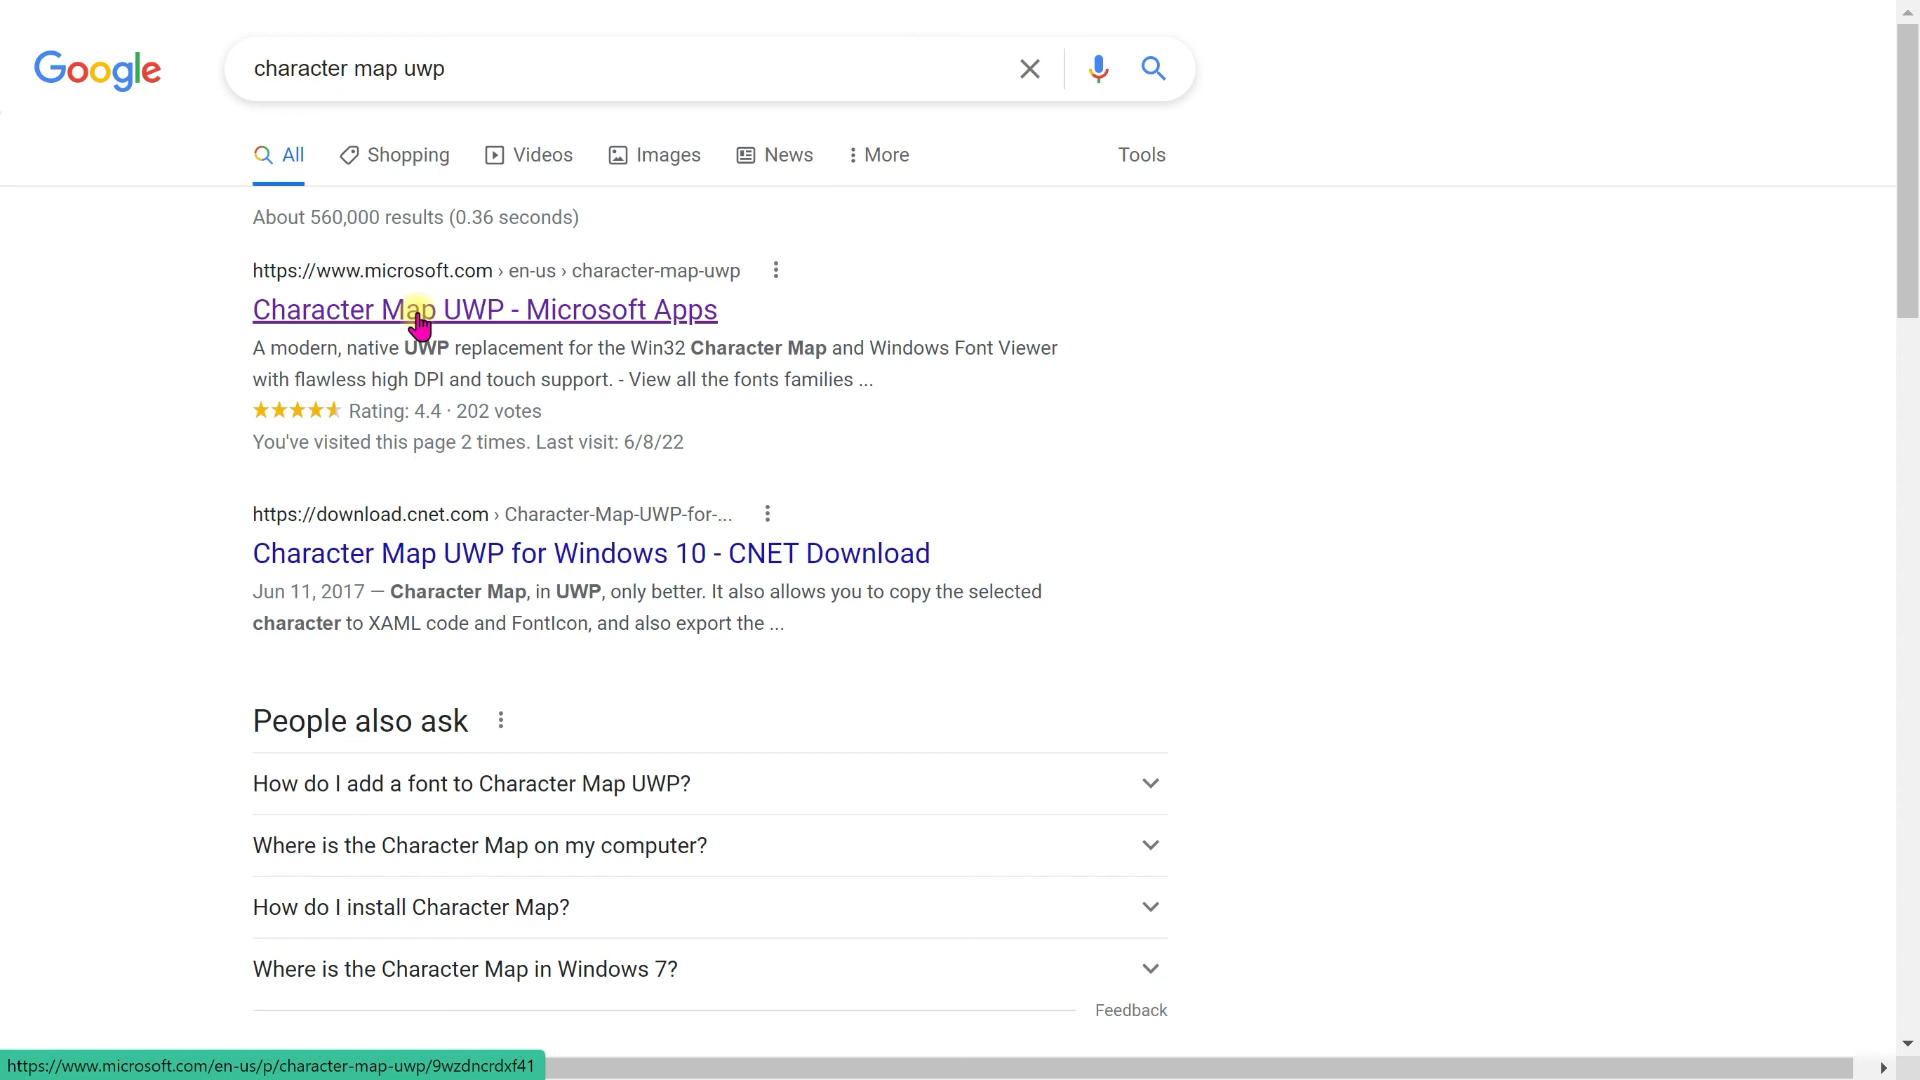 Google
character map uwp
All Shopping Videos Images News More Tools
About 560,000 results (0.36 seconds)
https://www.microsoft.com › en-us › character-map-uwp
Character Map UWP - Microsoft Apps
A modern, native UWP replacement for the Win32 Character Map and Windows Font Viewer
with flawless high DPI and touch support. - View all the fonts families ...
Rating: 4.4 · 202 votes
You've visited this page 2 times. Last visit: 6/8/22
https://download.cnet.com › Character-Map-UWP-for-...
Character Map UWP for Windows 10 - CNET Download
Jun 11, 2017 — Character Map, in UWP, only better. It also allows you to copy the selected
character to XAML code and FontIcon, and also export the ...
People also ask
How do I add a font to Character Map UWP?
Where is the Character Map on my computer?
How do I install Character Map?
Where is the Character Map in Windows 7?
Feedback
https://www.microsoft.com/en-us/p/character-map-uwp/9wzdncrdxf41